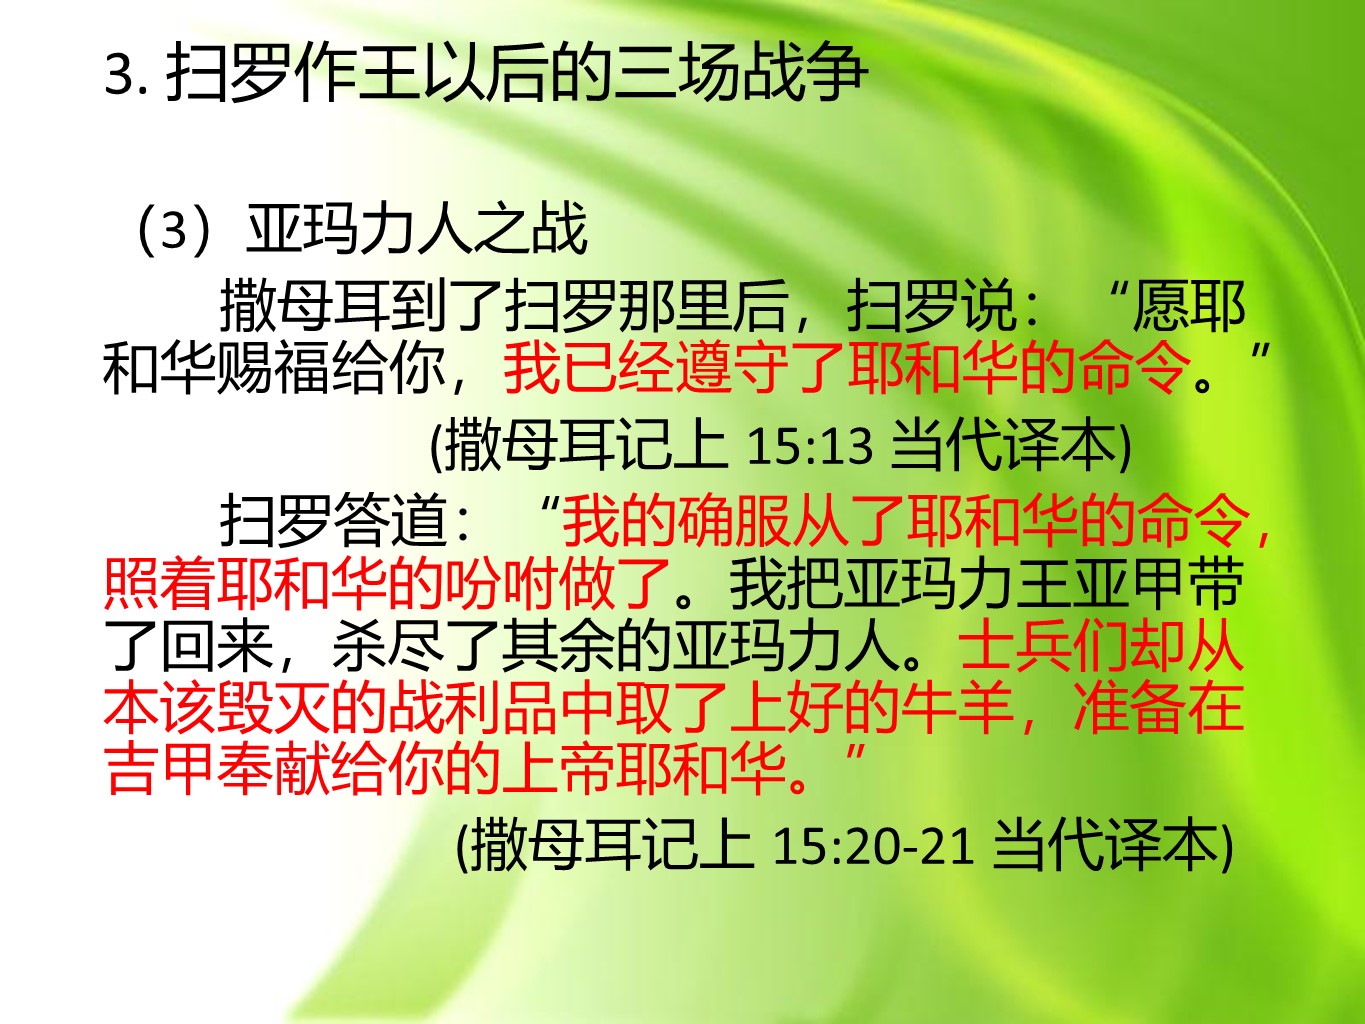 3. 扫罗作王以后的三场战争
（3）亚玛力人之战
撒母耳到了扫罗那里后，扫罗说：“愿耶
和华赐福给你，我已经遵守了耶和华的命令。”
(撒母耳记上 15:13 当代译本)
扫罗答道：“我的确服从了耶和华的命令，
照着耶和华的吩咐做了。我把亚玛力王亚甲带
了回来，杀尽了其余的亚玛力人。士兵们却从
本该毁灭的战利品中取了上好的牛羊，准备在
吉甲奉献给你的上帝耶和华。”
(撒母耳记上 15:20-21 当代译本)